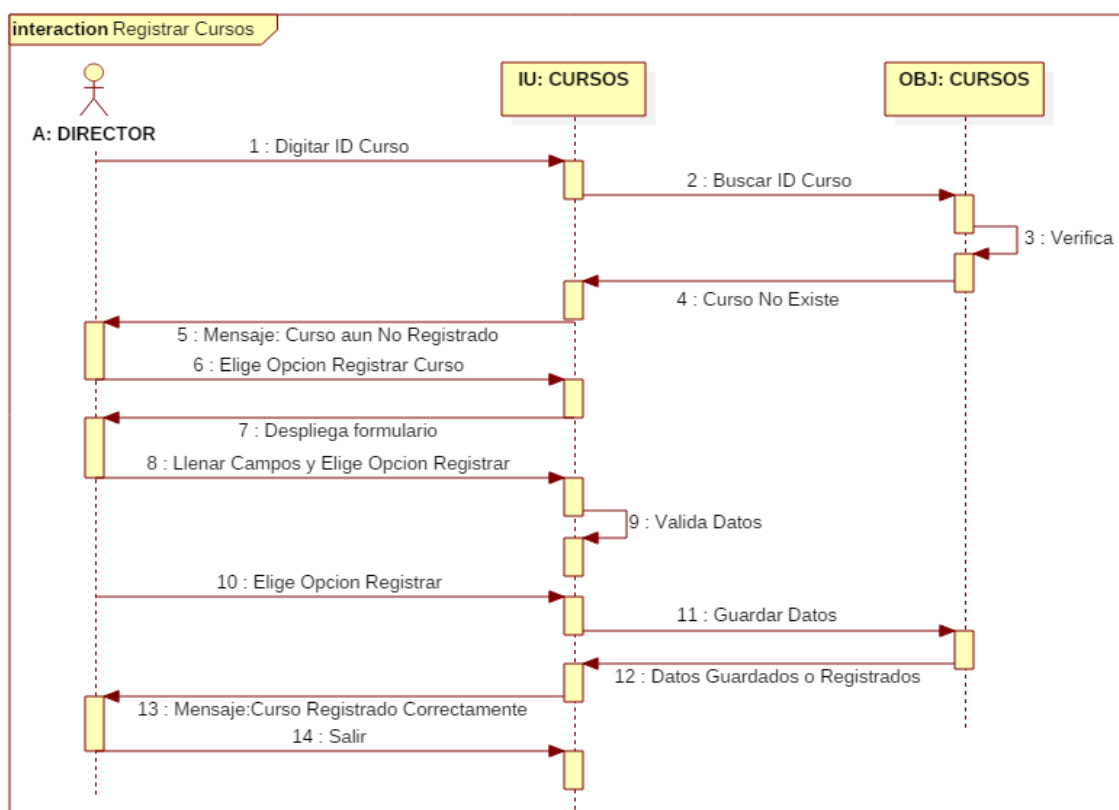 interaction Registrar Cursos
IU: CURSOS
OBJ: CURSOS
A: DIRECTOR
1 : Digitar ID Curso
2 : Buscar ID Curso
3 : Verifica
4 : Curso No Existe
5 : Mensaje: Curso aun No Registrado
6 : Elige Opcion Registrar Curso
7 : Despliega formulario
8 : Llenar Campos y Elige Opcion Registrar
9 : Valida Datos
10 : Elige Opcion Registrar
11 : Guardar Datos
12 : Datos Guardados o Registrados
13 : Mensaje:Curso Registrado Correctamente
14 : Salir